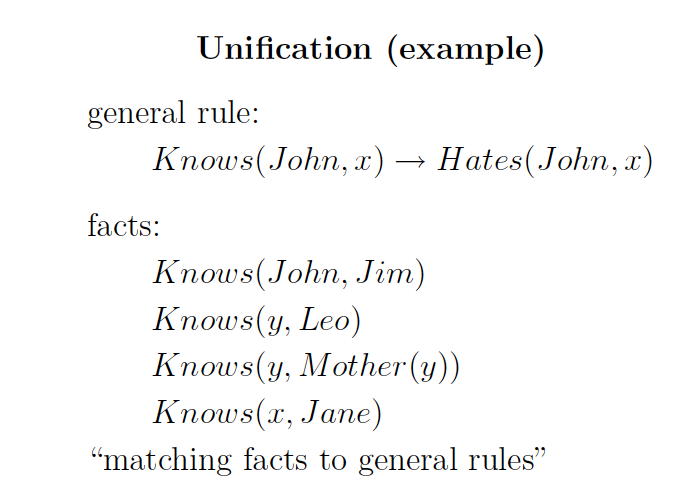 Unification (example)
general rule:
Knows(John, x) → Hates(John, x)
facts:
Knows(John, Jim)
Knows(y, Leo)
Knows(y, Mother(y))
Knows(x, Jane)
“matching facts to general rules”